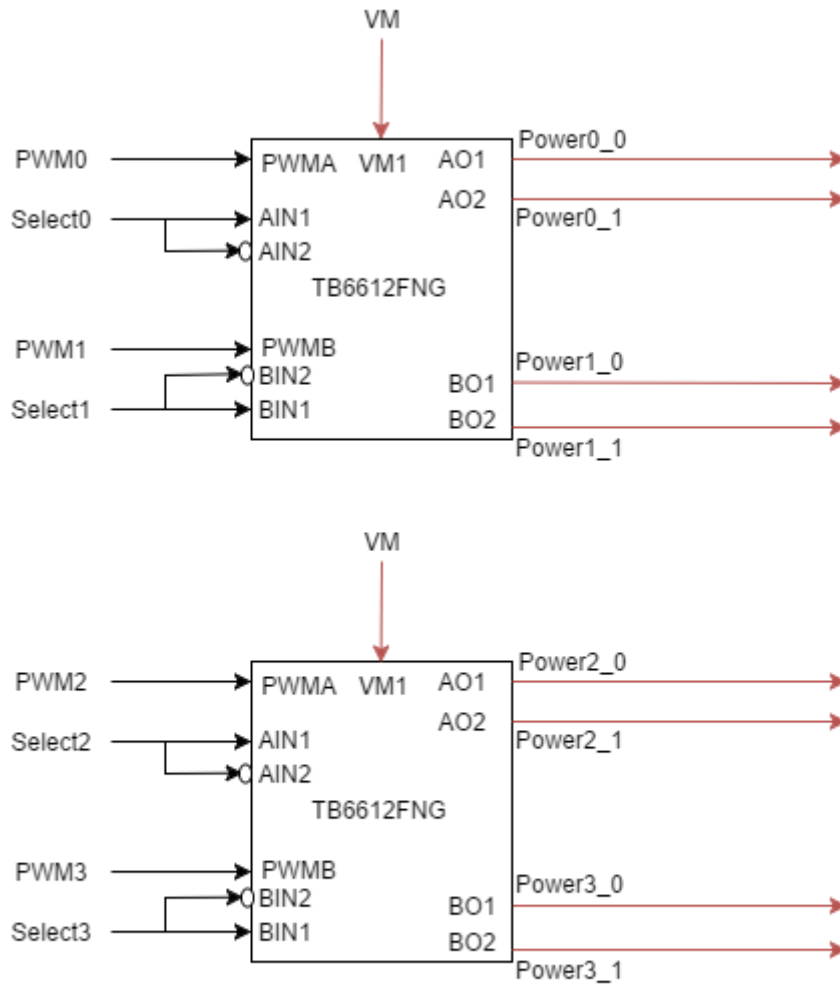 VM
Power0_0
PWM0
PWMA VM1 AO1
AO2
Select0
AIN1
Power0_1
AIN2
TB6612FNG
PWM1
PWMB
Power1_0
BIN2
BO1
Select1
BIN1
BO2
Power1_1
VM
Power2_0
PWM2
PWMA VM1 AO1
AO2
Select2
AIN1
Power2_1
AIN2
TB6612FNG
PWM3
PWMB
Power3_0
BIN2
BO1
Select3
BIN1
BO2
Power3_1